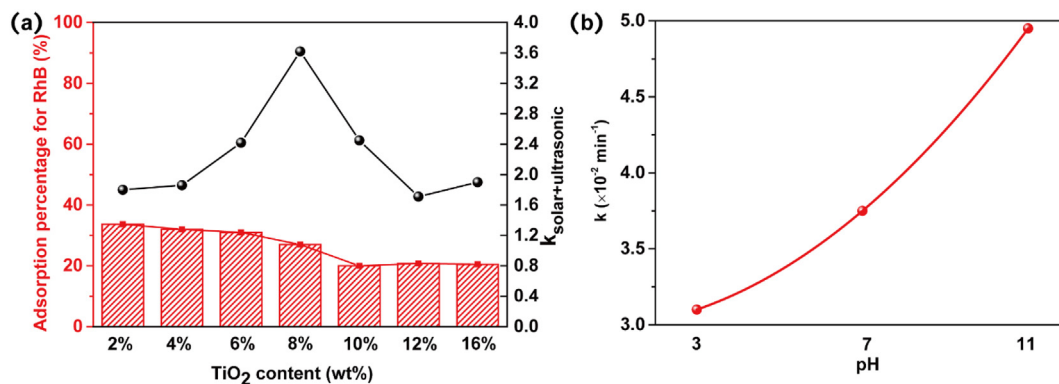 (a)
Adsorption percentage for RhB (%)
100
80
60
40
20
0
2% 4% 6% 8% 10% 12% 16%
TiO2 content (wt%)
4.0
3.6
3.2
2.8
2.4
2.0
1.6
1.2
0.8
0.4
0.0
ksolar+ultrasonic
(b)
k (×10-2 min-1)
5.0
4.5
4.0
3.5
3.0
3 7 11
pH